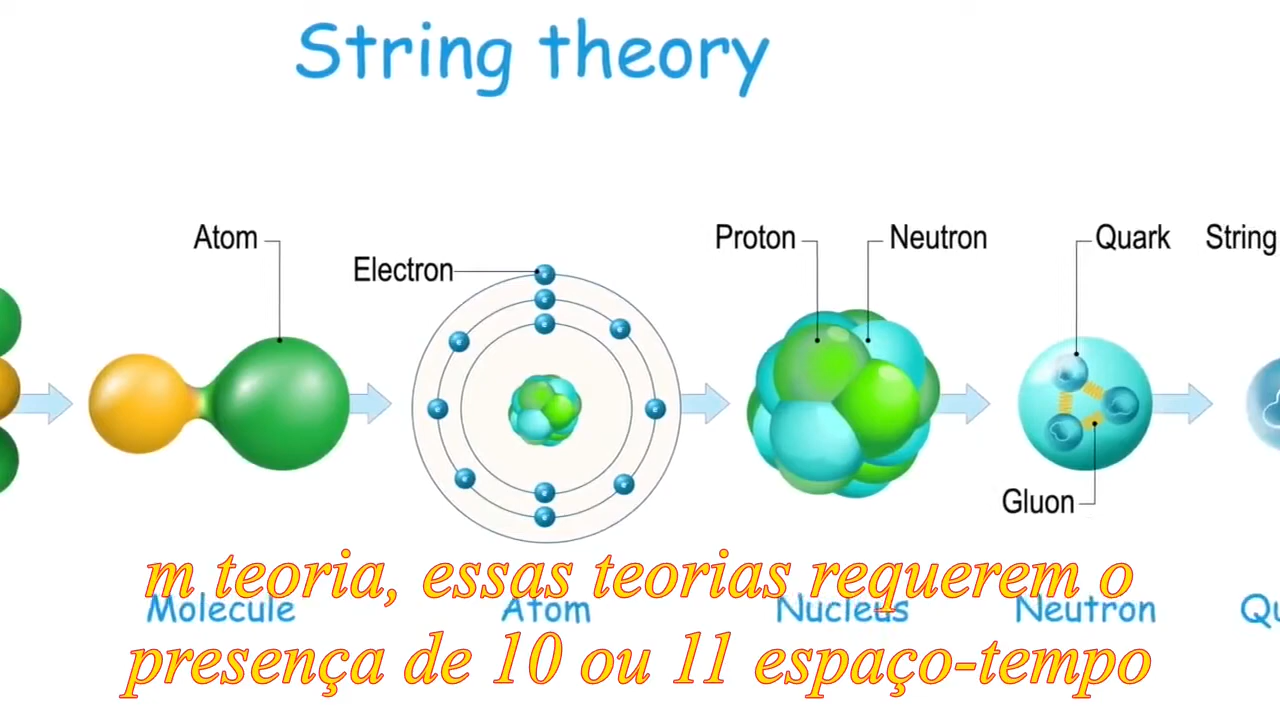 String theory
Atom
Electron
Proton
Neutron
Quark
String
Gluon
m teoria, essas teorias requerem o
Molecule
Atom
Nucleus
Neutron
Qu
presença de 10 ou 11 espaço-tempo